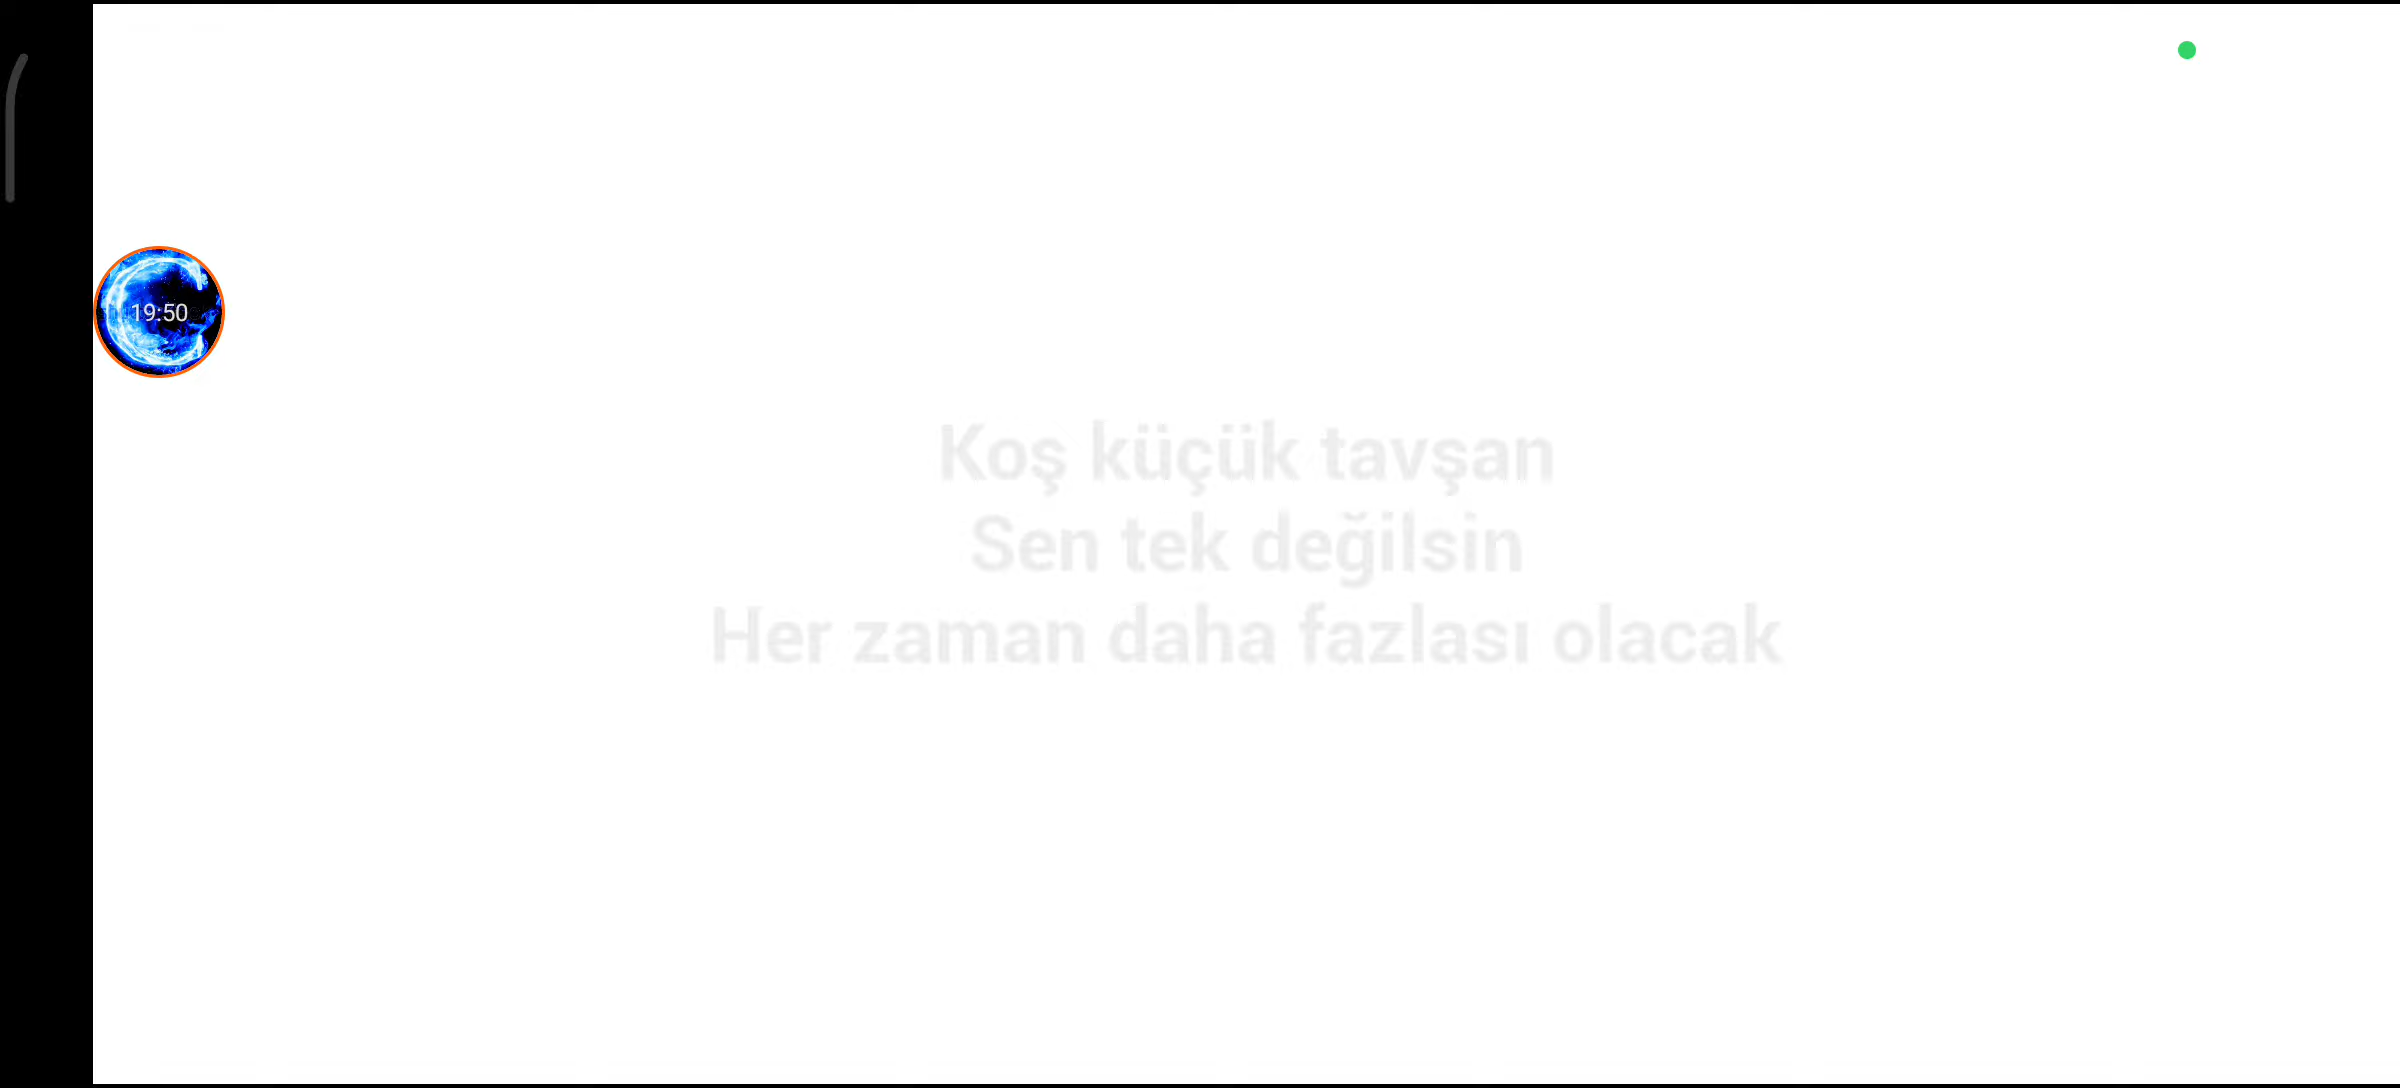 19:50
Koş küçük tavşan
Sen tek değilsin
Her zaman daha fazlası olacak